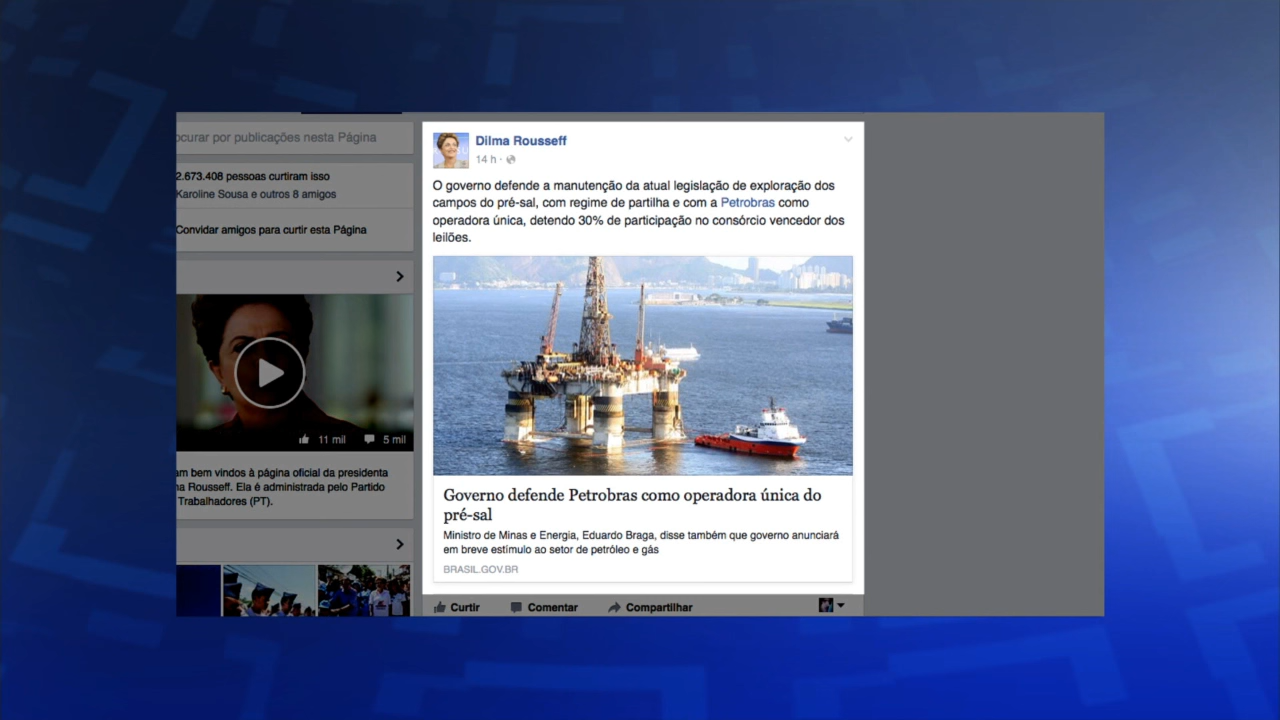 ocurar por publicações nesta Página
2.673.408 pessoas curtiram isso
Karoline Sousa e outros 8 amigos
Convidar amigos para curtir esta Página
11 mil 5 mil
am bem vindos à página oficial da presidenta
na Rousseff. Ela é administrada pelo Partido
Trabalhadores (PT).
Dilma Rousseff
14 h ·
O governo defende a manutenção da atual legislação de exploração dos
campos do pré-sal, com regime de partilha e com a Petrobras como
operadora única, detendo 30% de participação no consórcio vencedor dos
leilões.
Governo defende Petrobras como operadora única do
pré-sal
Ministro de Minas e Energia, Eduardo Braga, disse também que governo anunciará
em breve estímulo ao setor de petróleo e gás
BRASIL.GOV.BR
Curtir Comentar Compartilhar